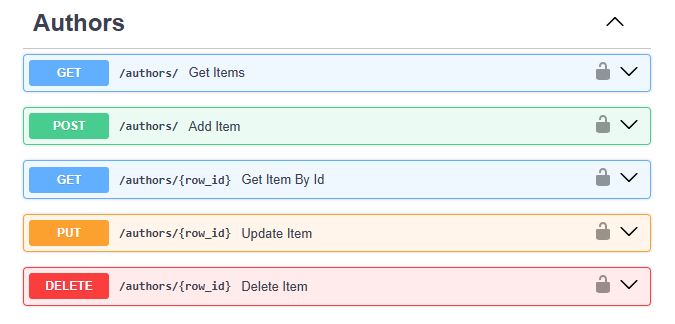 Authors
GET /authors/ Get Items
POST /authors/ Add Item
GET /authors/{row_id} Get Item By Id
PUT /authors/{row_id} Update Item
DELETE /authors/{row_id} Delete Item